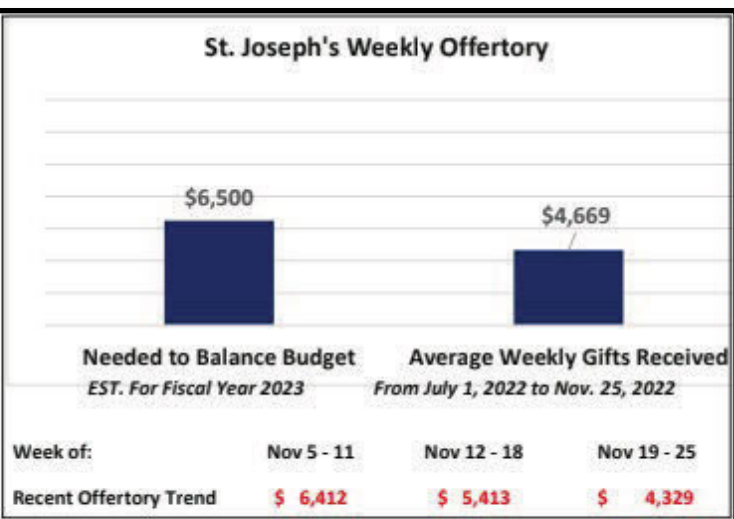 St. Joseph's Weekly Offertory
$6,500
$4,669
Needed to Balance Budget Average Weekly Gifts Received
EST. For Fiscal Year 2023 From July 1, 2022 to Nov. 25, 2022
Week of: Nov 5 - 11 Nov 12 - 18 Nov 19 - 25
Recent Offertory Trend $ 6,412 $ 5,413 $ 4,329